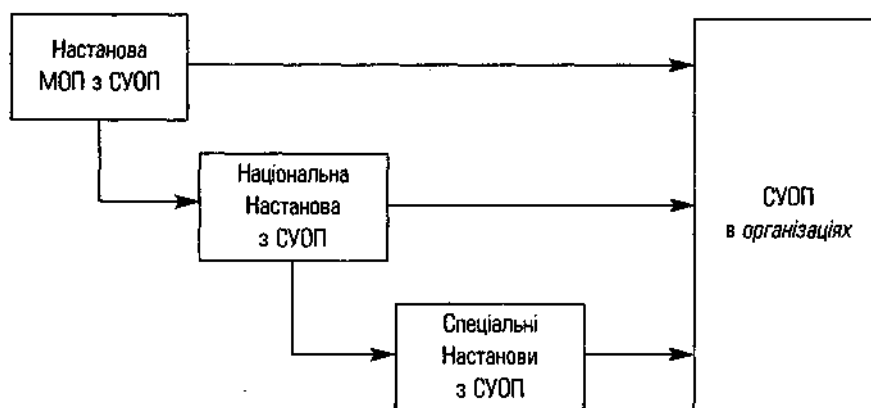 Настанова
МОП з СУОП
Національна
Настанова
з СУОП
Спеціальні
Настанови
з СУОП
СУОП
в організаціях